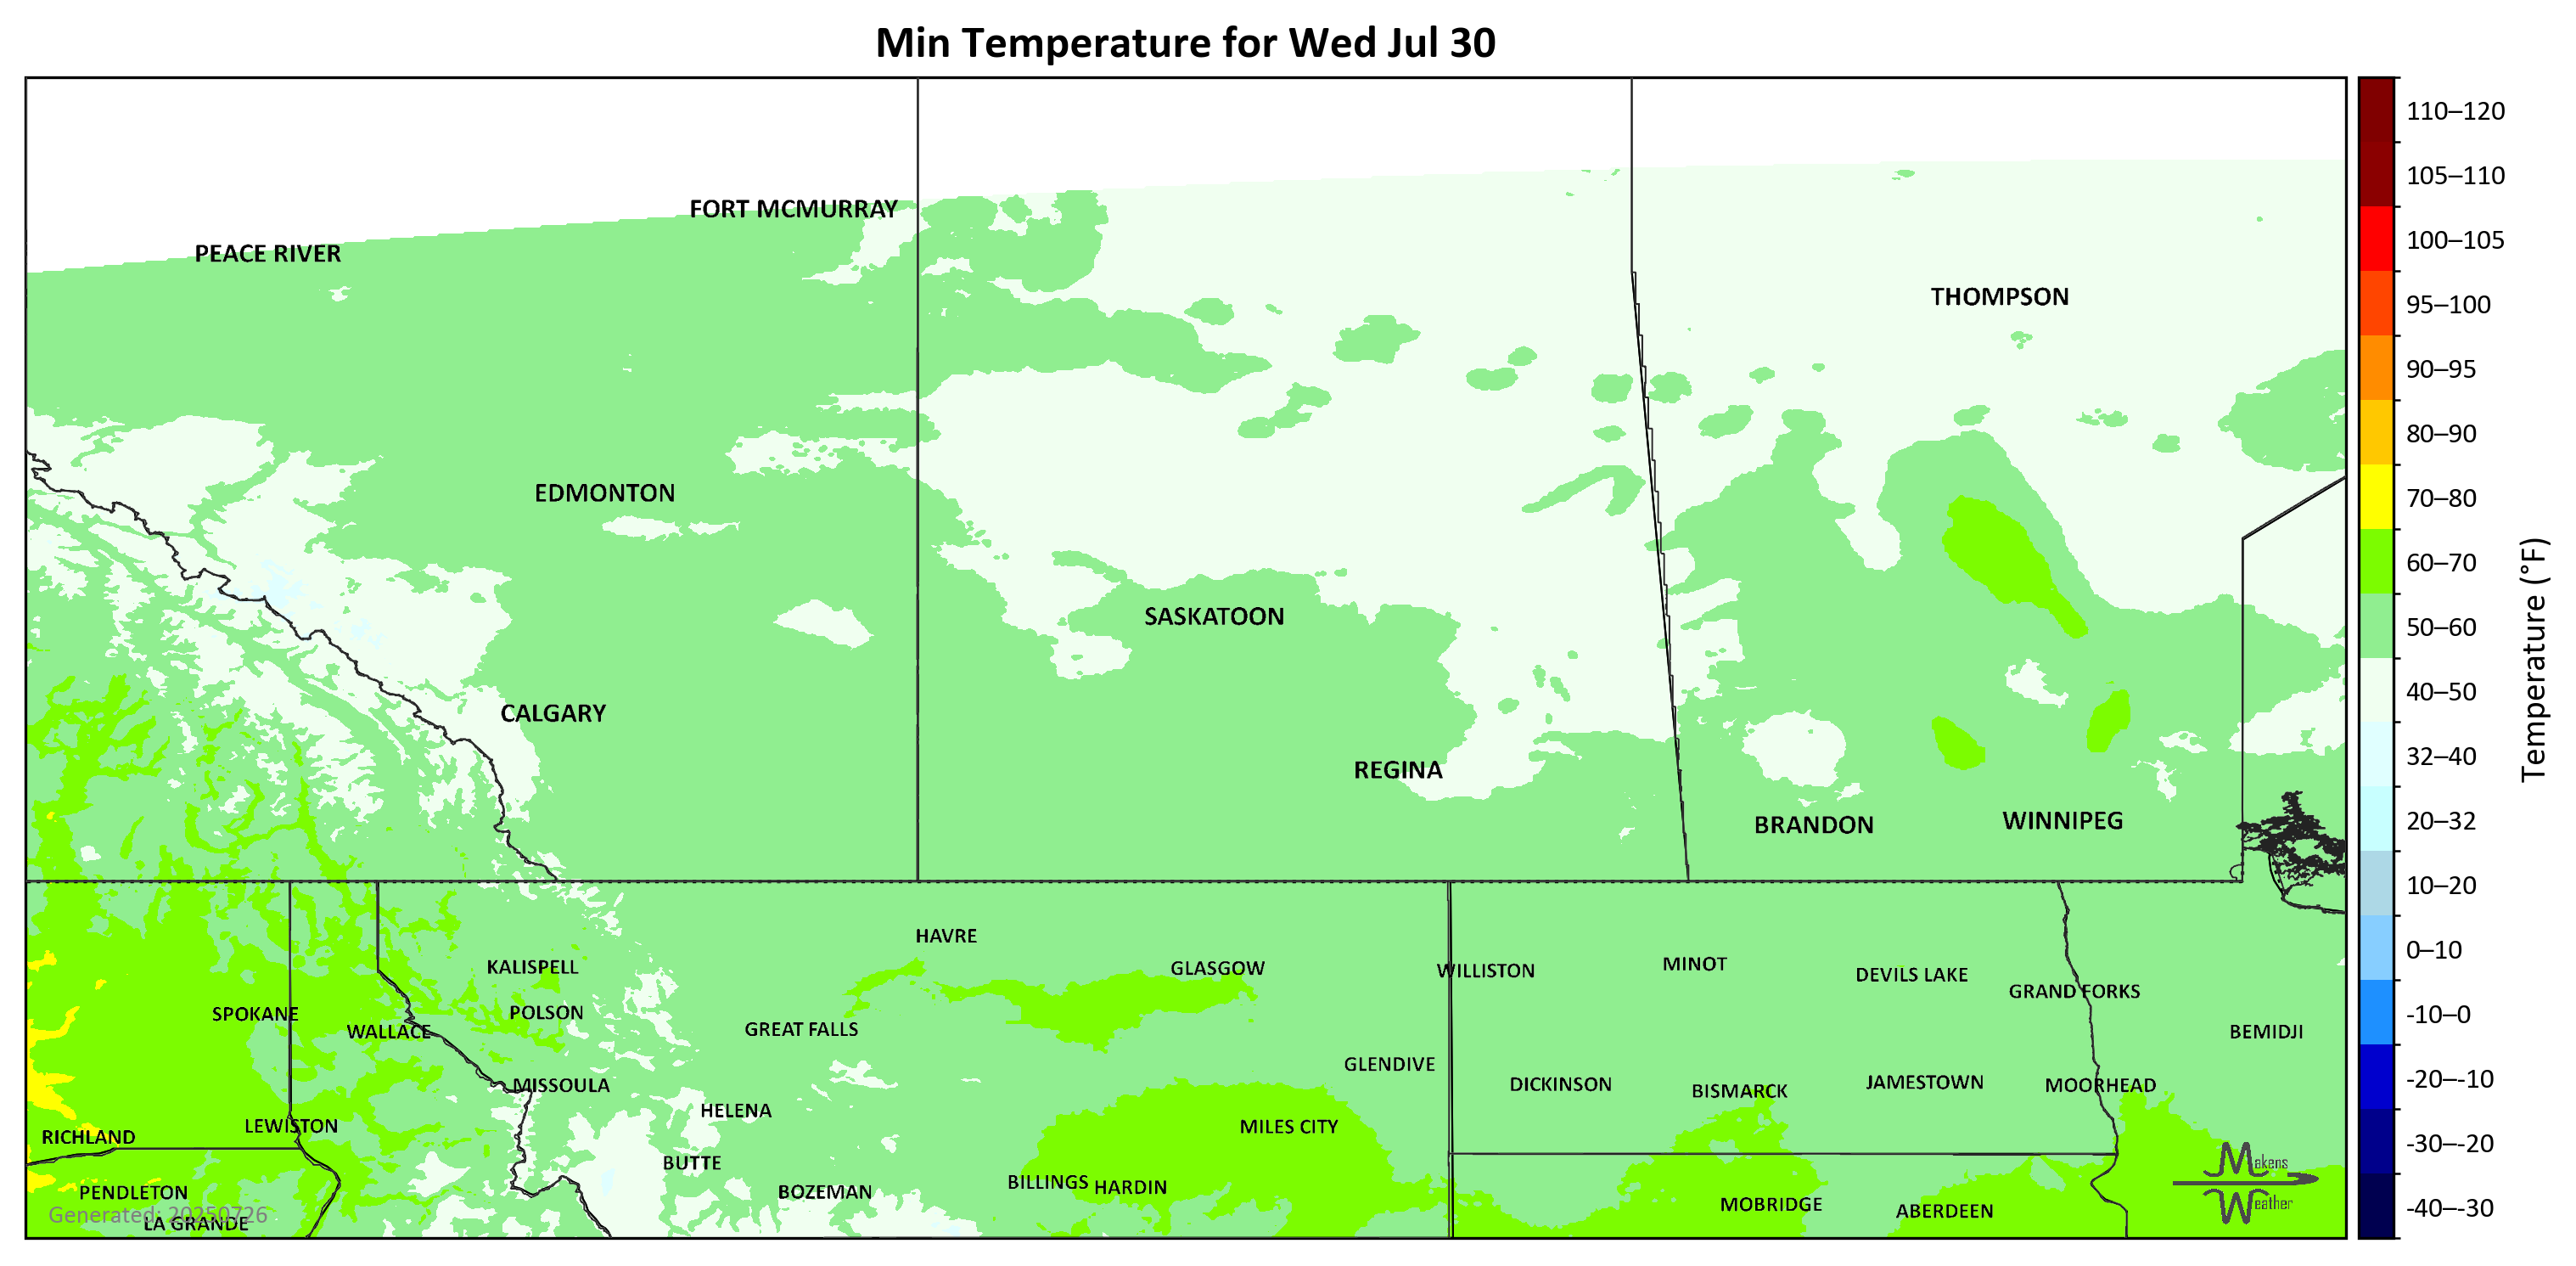 Min Temperature for Wed Jul 30
FORT MCMURRAY
PEACE RIVER
THOMPSON
EDMONTON
SASKATOON
CALGARY
REGINA
BRANDON
WINNIPEG
HAVRE
KALISPELL
GLASGOW
WILLISTON
MINOT
DEVILS LAKE
GRAND FORKS
SPOKANE
POLSON
WALLACE
GREAT FALLS
BEMIDJI
GLENDIVE
MISSOULA
DICKINSON
BISMARCK
JAMESTOWN
MOORHEAD
HELENA
LEWISTON
MILES CITY
RICHLAND
BUTTE
BILLINGS
HARDIN
PENDLETON
BOZEMAN
MOBRIDGE
ABERDEEN
LA GRANDE
Generated: 20250726
Makens
Weather
110–120
105–110
100–105
95–100
90–95
80–90
70–80
60–70
50–60
40–50
32–40
20–32
10–20
0–10
-10–0
-20–-10
-30–-20
-40–-30
Temperature (°F)